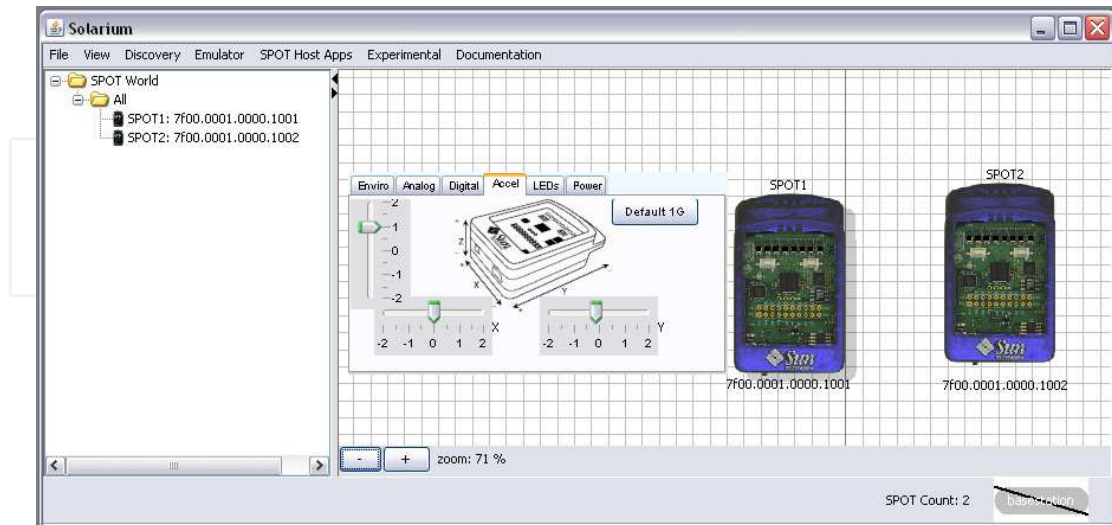 Solarium
File View Discovery Emulator SPOT Host Apps Experimental Documentation
SPOT World
All
SPOT1: 7f00.0001.0000.1001
SPOT2: 7f00.0001.0000.1002
Enviro Analog Digital Accel LEDs Power
Default 1G
2
1
0
-1
-2
Z
X
Y
Sun
X
-2 -1 0 1 2
Y
-2 -1 0 1 2
SPOT1
Sun
7f00.0001.0000.1001
SPOT2
Sun
7f00.0001.0000.1002
- + zoom: 71 %
SPOT Count: 2 basestation